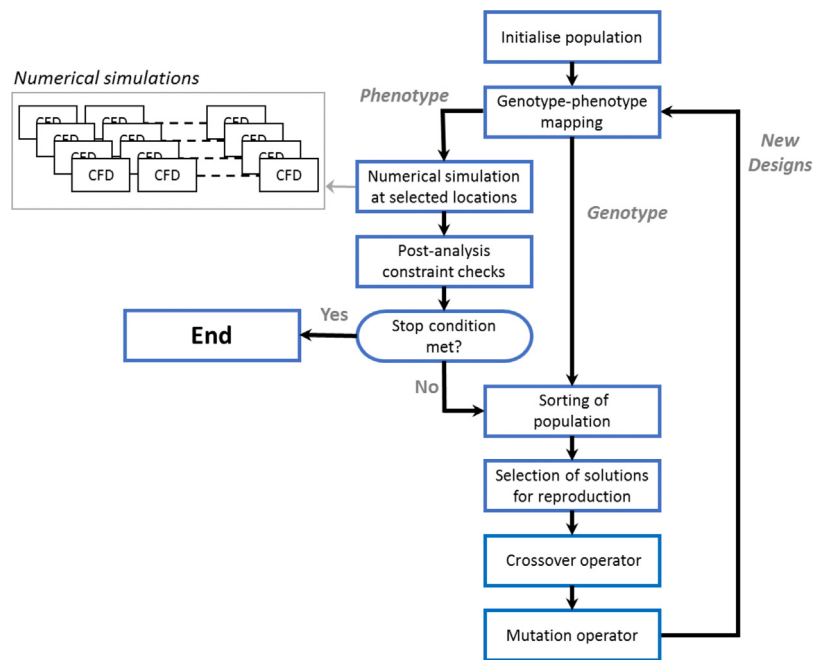 Initialise population
Numerical simulations
Phenotype
Genotype-phenotype
mapping
CFD
CFD
CFD
CFD
CFD
CFD
CFD
CFD
CFD
CFD
CFD
CFD
Numerical simulation
at selected locations
New
Designs
Genotype
Post-analysis
constraint checks
Yes
End
Stop condition
met?
No
Sorting of
population
Selection of solutions
for reproduction
Crossover operator
Mutation operator